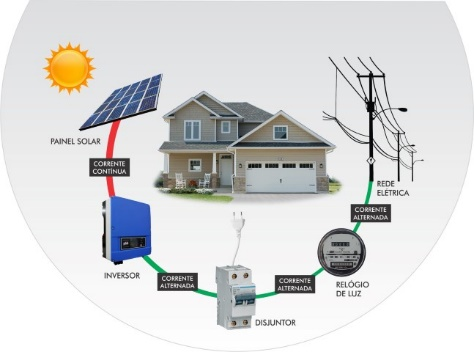 PAINEL SOLAR
CORRENTE
CONTÍNUA
INVERSOR
CORRENTE
ALTERNADA
DISJUNTOR
CORRENTE
ALTERNADA
RELÓGIO
DE LUZ
CORRENTE
ALTERNADA
REDE
ELÉTRICA